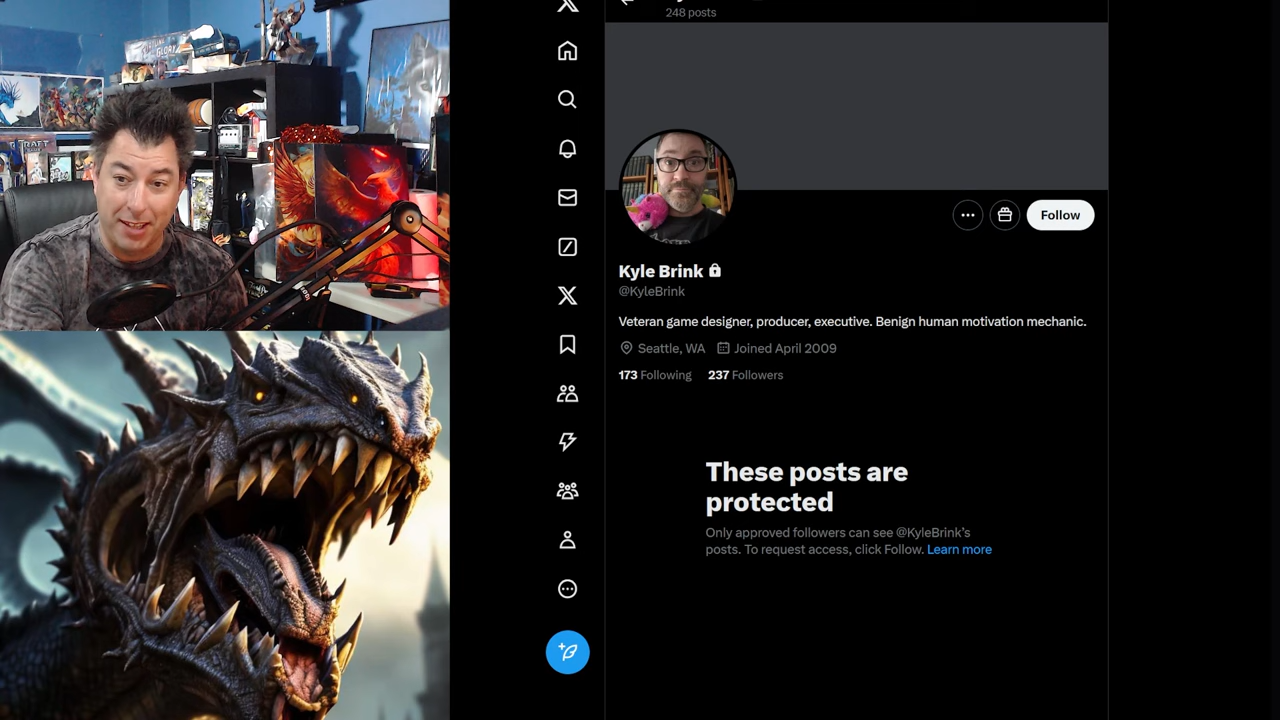 248 posts
Follow
Kyle Brink
@KyleBrink
Veteran game designer, producer, executive. Benign human motivation mechanic.
Seattle, WA Joined April 2009
173 Following 237 Followers
These posts are
protected
Only approved followers can see @KyleBrink's
posts. To request access, click Follow. Learn more
GLORY